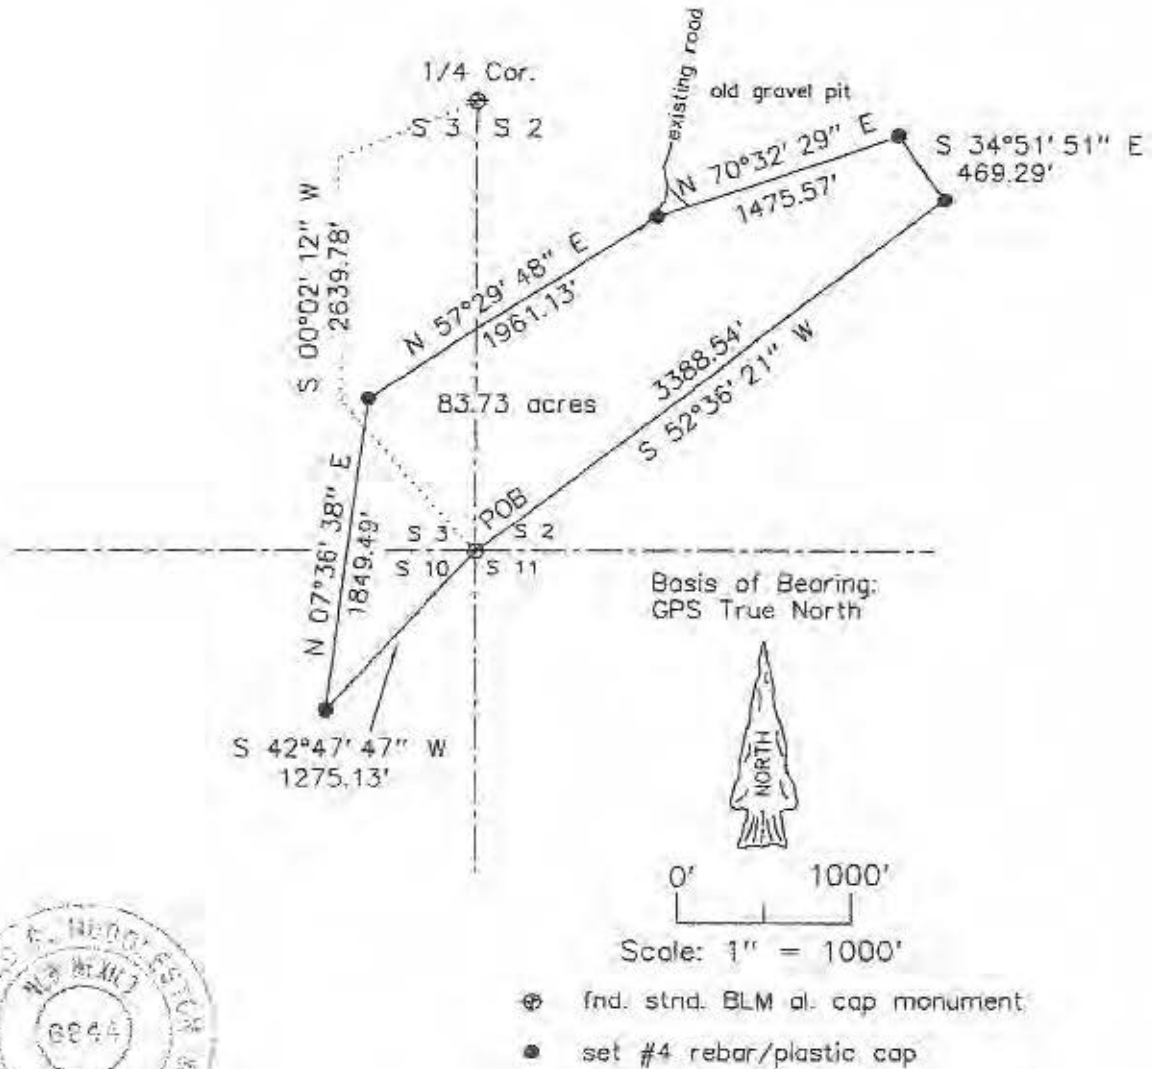 1/4 Cor.
S 3 S 2
existing road
old gravel pit
N 70°32' 29" E
1475.57'
S 34°51' 51" E
469.29'
S 00°02' 12" W
2639.78'
N 57°29' 48" E
1961.13'
83.73 acres
3388.54'
S 52°36' 21" W
N 07°36' 38" E
1849.49'
POB
S 3 S 2
S 10 S 11
S 42°47' 47" W
1275.13'
Basis of Bearing:
GPS True North
NORTH
0' 1000'
Scale: 1" = 1000'
fnd. stnd. BLM al. cap monument
set #4 rebar/plastic cap